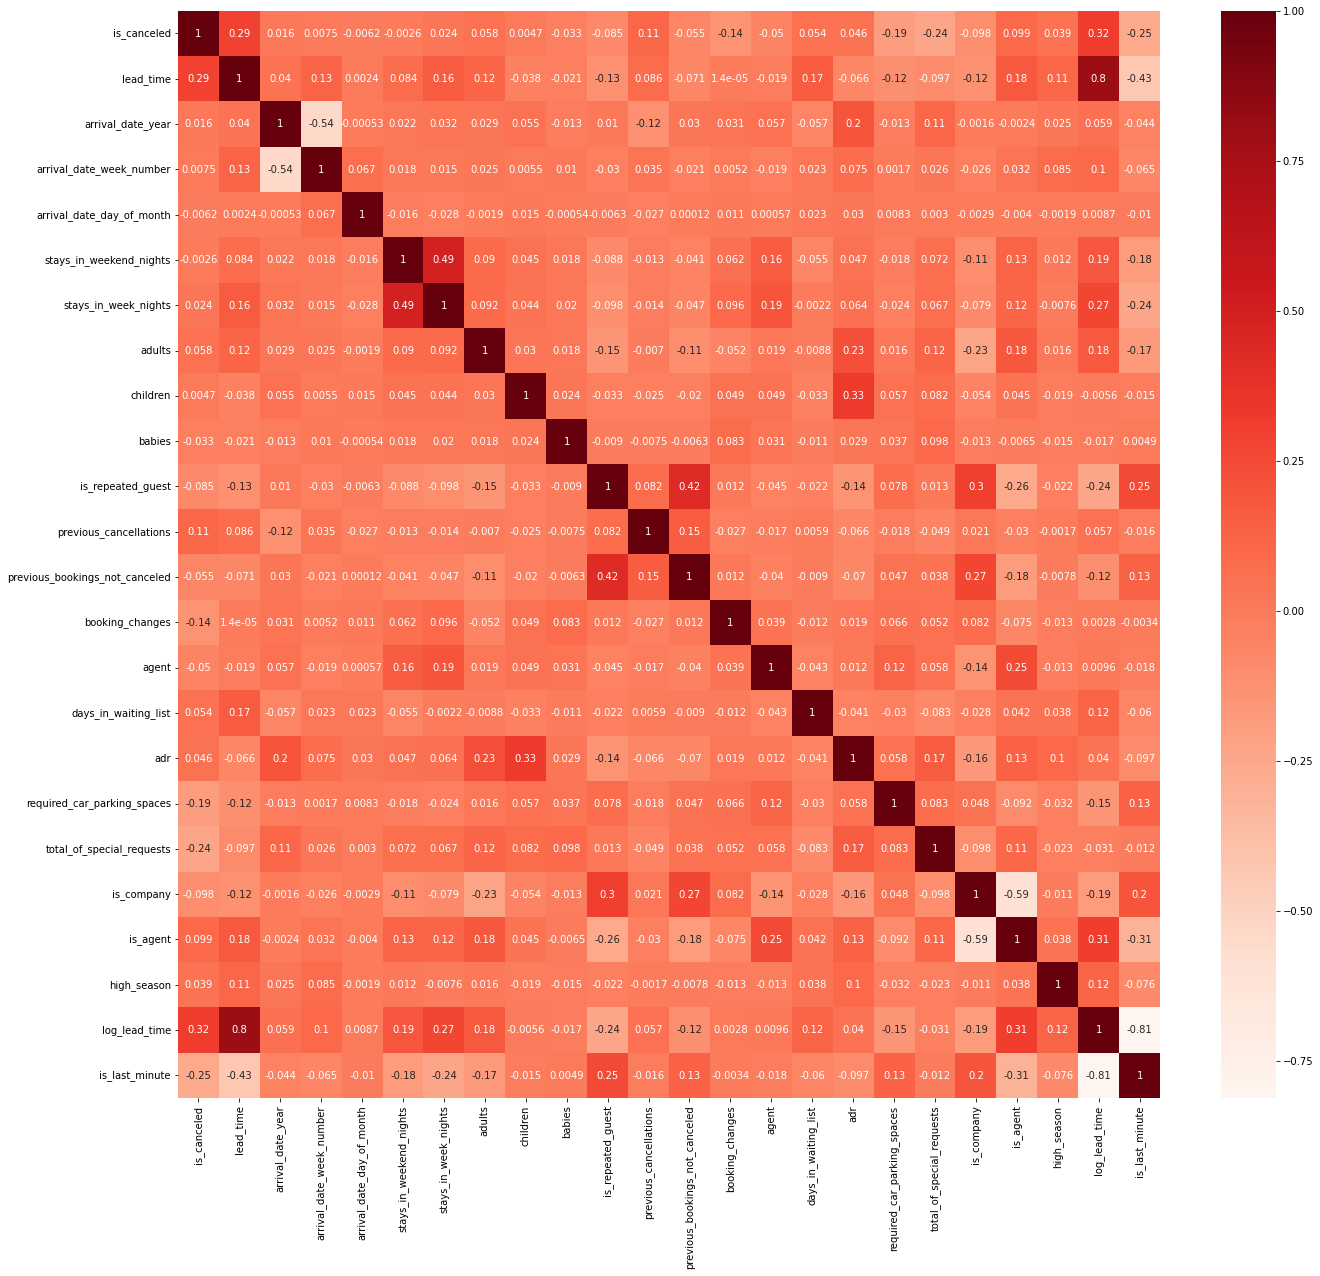 is_canceled 1 0.29 0.016 0.0075 -0.0062 -0.0026 0.024 0.058 0.0047 -0.033 -0.085 0.11 -0.055 -0.14 -0.05 0.054 0.046 -0.19 -0.24 -0.098 0.099 0.039 0.32 -0.25
lead_time 0.29 1 0.04 0.13 0.0024 0.084 0.16 0.12 -0.038 -0.021 -0.13 0.086 -0.071 1.4e-05 -0.019 0.17 -0.066 -0.12 -0.097 -0.12 0.18 0.11 0.8 -0.43
arrival_date_year 0.016 0.04 1 -0.54 -0.00053 0.022 0.032 0.029 0.055 -0.013 0.01 -0.12 0.03 0.031 0.057 -0.057 0.2 -0.013 0.11 -0.0016 -0.0024 0.025 0.059 -0.044
arrival_date_week_number 0.0075 0.13 -0.54 1 0.067 0.018 0.015 0.025 0.0055 0.01 -0.03 0.035 -0.021 0.0052 -0.019 0.023 0.075 0.0017 0.026 -0.026 0.032 0.085 0.1 -0.065
arrival_date_day_of_month -0.0062 0.0024 -0.00053 0.067 1 -0.016 -0.028 -0.0019 0.015 -0.00054 -0.0063 -0.027 0.00012 0.011 0.00057 0.023 0.03 0.0083 0.003 -0.0029 -0.004 -0.0019 0.0087 -0.01
stays_in_weekend_nights -0.0026 0.084 0.022 0.018 -0.016 1 0.49 0.09 0.045 0.018 -0.088 -0.013 -0.041 0.062 0.16 -0.055 0.047 -0.018 0.072 -0.11 0.13 0.012 0.19 -0.18
stays_in_week_nights 0.024 0.16 0.032 0.015 -0.028 0.49 1 0.092 0.044 0.02 -0.098 -0.014 -0.047 0.096 0.19 -0.0022 0.064 -0.024 0.067 -0.079 0.12 -0.0076 0.27 -0.24
adults 0.058 0.12 0.029 0.025 -0.0019 0.09 0.092 1 0.03 0.018 -0.15 -0.007 -0.11 -0.052 0.019 -0.0088 0.23 0.016 0.12 -0.23 0.18 0.016 0.18 -0.17
children 0.0047 -0.038 0.055 0.0055 0.015 0.045 0.044 0.03 1 0.024 -0.033 -0.025 -0.02 0.049 0.049 -0.033 0.33 0.057 0.082 -0.054 0.045 -0.019 -0.0056 -0.015
babies -0.033 -0.021 -0.013 0.01 -0.00054 0.018 0.02 0.018 0.024 1 -0.009 -0.0075 -0.0063 0.083 0.031 -0.011 0.029 0.037 0.098 -0.013 -0.0065 -0.015 -0.017 0.0049
is_repeated_guest -0.085 -0.13 0.01 -0.03 -0.0063 -0.088 -0.098 -0.15 -0.033 -0.009 1 0.082 0.42 0.012 -0.045 -0.022 -0.14 0.078 0.013 0.3 -0.26 -0.022 -0.24 0.25
previous_cancellations 0.11 0.086 -0.12 0.035 -0.027 -0.013 -0.014 -0.007 -0.025 -0.0075 0.082 1 0.15 -0.027 -0.017 0.0059 -0.066 -0.018 -0.049 0.021 -0.03 -0.0017 0.057 -0.016
previous_bookings_not_canceled -0.055 -0.071 0.03 -0.021 0.00012 -0.041 -0.047 -0.11 -0.02 -0.0063 0.42 0.15 1 0.012 -0.04 -0.009 -0.07 0.047 0.038 0.27 -0.18 -0.0078 -0.12 0.13
booking_changes -0.14 1.4e-05 0.031 0.0052 0.011 0.062 0.096 -0.052 0.049 0.083 0.012 -0.027 0.012 1 0.039 -0.012 0.019 0.066 0.052 0.082 -0.075 -0.013 0.0028 -0.0034
agent -0.05 -0.019 0.057 -0.019 0.00057 0.16 0.19 0.019 0.049 0.031 -0.045 -0.017 -0.04 0.039 1 -0.043 0.012 0.12 0.058 -0.14 0.25 -0.013 0.0096 -0.018
days_in_waiting_list 0.054 0.17 -0.057 0.023 0.023 -0.055 -0.0022 -0.0088 -0.033 -0.011 -0.022 0.0059 -0.009 -0.012 -0.043 1 -0.041 -0.03 -0.083 -0.028 0.042 0.038 0.12 -0.06
adr 0.046 -0.066 0.2 0.075 0.03 0.047 0.064 0.23 0.33 0.029 -0.14 -0.066 -0.07 0.019 0.012 -0.041 1 0.058 0.17 -0.16 0.13 0.1 0.04 -0.097
required_car_parking_spaces -0.19 -0.12 -0.013 0.0017 0.0083 -0.018 -0.024 0.016 0.057 0.037 0.078 -0.018 0.047 0.066 0.12 -0.03 0.058 1 0.083 0.048 -0.092 -0.032 -0.15 0.13
total_of_special_requests -0.24 -0.097 0.11 0.026 0.003 0.072 0.067 0.12 0.082 0.098 0.013 -0.049 0.038 0.052 0.058 -0.083 0.17 0.083 1 -0.098 0.11 -0.023 -0.031 -0.012
is_company -0.098 -0.12 -0.0016 -0.026 -0.0029 -0.11 -0.079 -0.23 -0.054 -0.013 0.3 0.021 0.27 0.082 -0.14 -0.028 -0.16 0.048 -0.098 1 -0.59 -0.011 -0.19 0.2
is_agent 0.099 0.18 -0.0024 0.032 -0.004 0.13 0.12 0.18 0.045 -0.0065 -0.26 -0.03 -0.18 -0.075 0.25 0.042 0.13 -0.092 0.11 -0.59 1 0.038 0.31 -0.31
high_season 0.039 0.11 0.025 0.085 -0.0019 0.012 -0.0076 0.016 -0.019 -0.015 -0.022 -0.0017 -0.0078 -0.013 -0.013 0.038 0.1 -0.032 -0.023 -0.011 0.038 1 0.12 -0.076
log_lead_time 0.32 0.8 0.059 0.1 0.0087 0.19 0.27 0.18 -0.0056 -0.017 -0.24 0.057 -0.12 0.0028 0.0096 0.12 0.04 -0.15 -0.031 -0.19 0.31 0.12 1 -0.81
is_last_minute -0.25 -0.43 -0.044 -0.065 -0.01 -0.18 -0.24 -0.17 -0.015 0.0049 0.25 -0.016 0.13 -0.0034 -0.018 -0.06 -0.097 0.13 -0.012 0.2 -0.31 -0.076 -0.81 1
is_canceled
lead_time
arrival_date_year
arrival_date_week_number
arrival_date_day_of_month
stays_in_weekend_nights
stays_in_week_nights
adults
children
babies
is_repeated_guest
previous_cancellations
previous_bookings_not_canceled
booking_changes
agent
days_in_waiting_list
adr
required_car_parking_spaces
total_of_special_requests
is_company
is_agent
high_season
log_lead_time
is_last_minute
1.00
0.75
0.50
0.25
0.00
−0.25
−0.50
−0.75